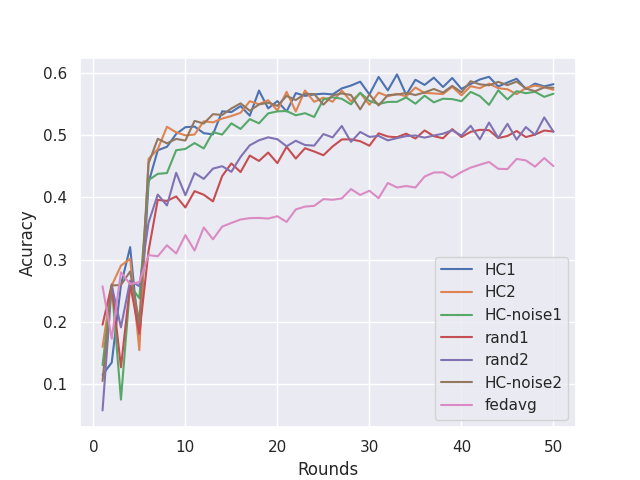 0.6
0.5
0.4
0.3
0.2
0.1
Acuracy
0
10
20
30
40
50
Rounds
HC1
HC2
HC-noise1
rand1
rand2
HC-noise2
fedavg